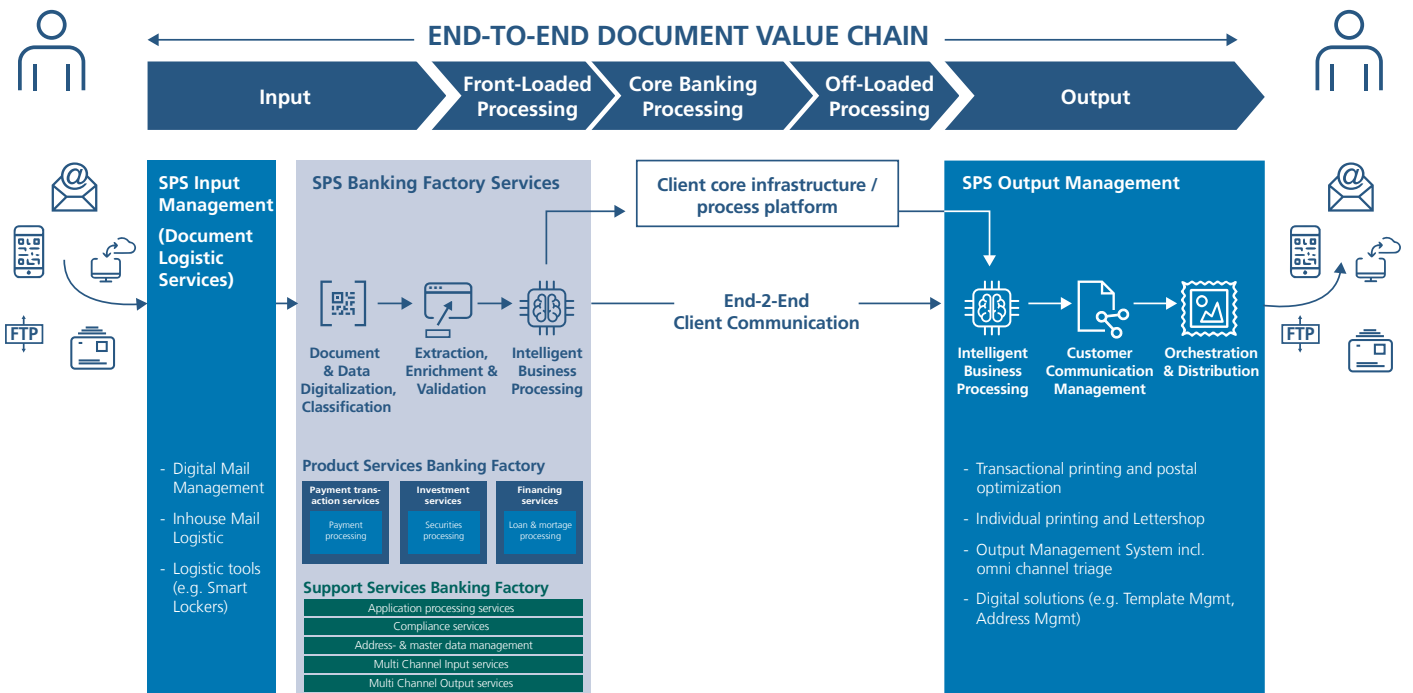 END-TO-END DOCUMENT VALUE CHAIN
Input
Front-Loaded
Processing
Core Banking
Processing
Off-Loaded
Processing
Output
SPS Input
Management
(Document
Logistic
Services)
- Digital Mail
Management
- Inhouse Mail
Logistic
- Logistic tools
(e.g. Smart
Lockers)
FTP
SPS Banking Factory Services
Document
& Data
Digitalization,
Classification
Extraction,
Enrichment &
Validation
Intelligent
Business
Processing
Product Services Banking Factory
Payment trans-
action services
Payment
processing
Investment
services
Securities
processing
Financing
services
Loan & mortage
processing
Support Services Banking Factory
Application processing services
Compliance services
Address- & master data management
Multi Channel Input services
Multi Channel Output services
Client core infrastructure /
process platform
End-2-End
Client Communication
SPS Output Management
Intelligent
Business
Processing
Customer
Communication
Management
Orchestration
& Distribution
- Transactional printing and postal
optimization
- Individual printing and Lettershop
- Output Management System incl.
omni channel triage
- Digital solutions (e.g. Template Mgmt,
Address Mgmt)
FTP